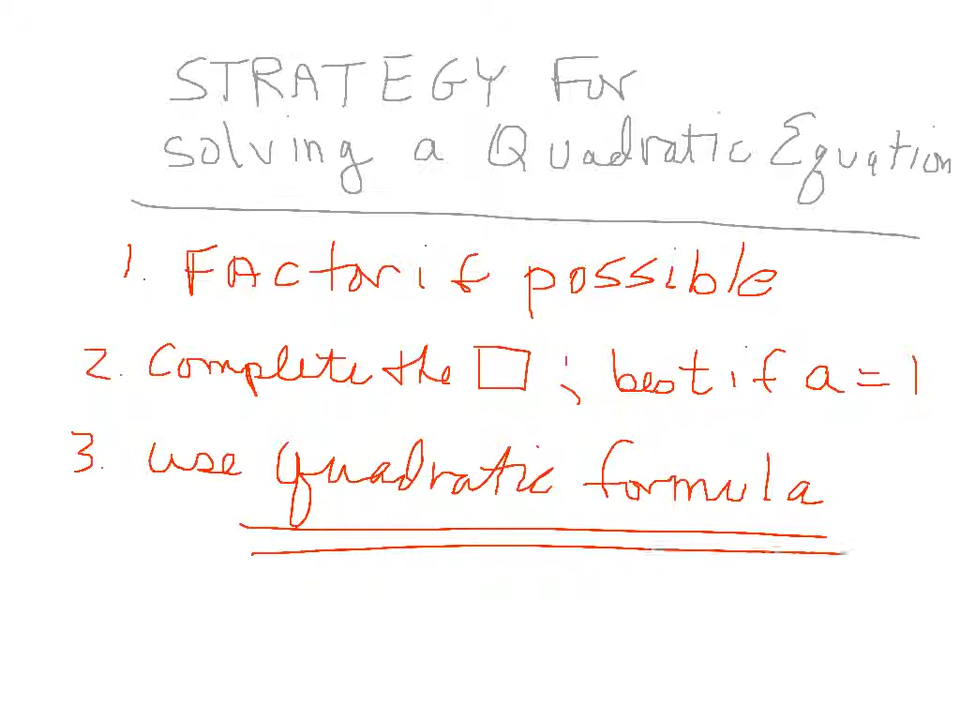 STRATEGY For
solving a Quadratic Equation
1. FActor if possible
2. Complete the □ ; best if a = 1
3. use quadratic formula